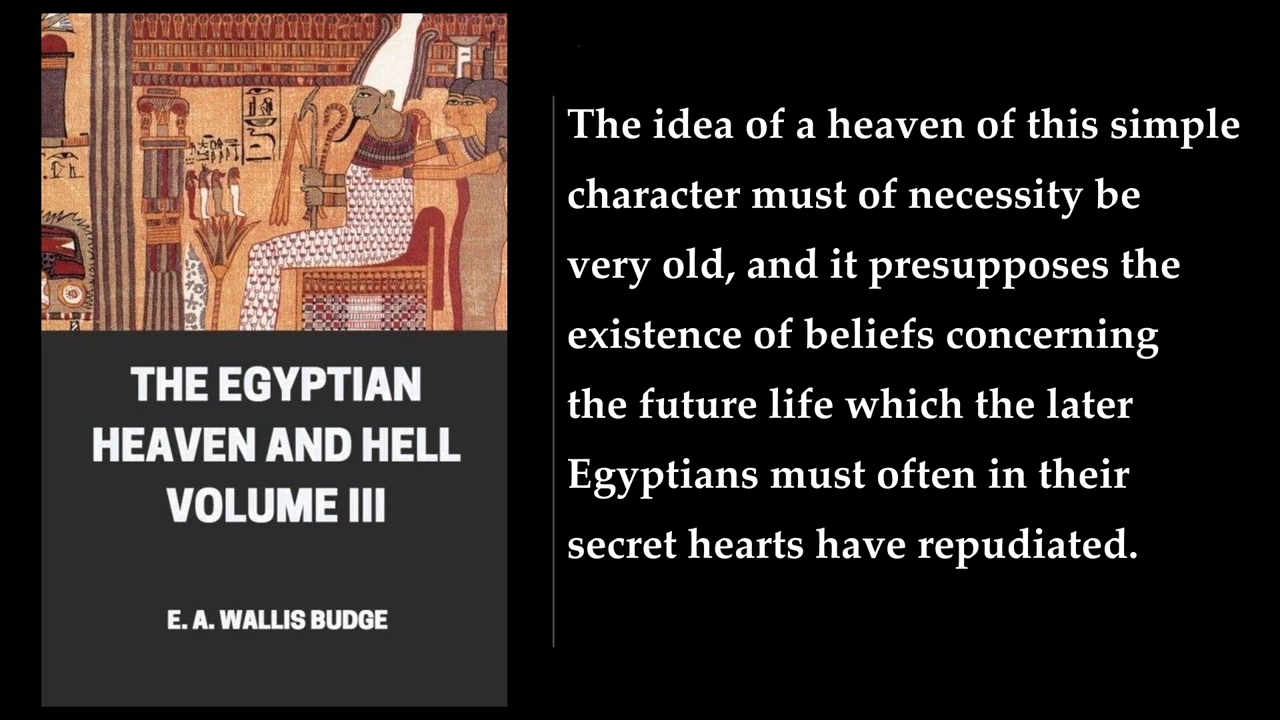 THE EGYPTIAN
HEAVEN AND HELL
VOLUME III
E. A. WALLIS BUDGE
The idea of a heaven of this simple
character must of necessity be
very old, and it presupposes the
existence of beliefs concerning
the future life which the later
Egyptians must often in their
secret hearts have repudiated.